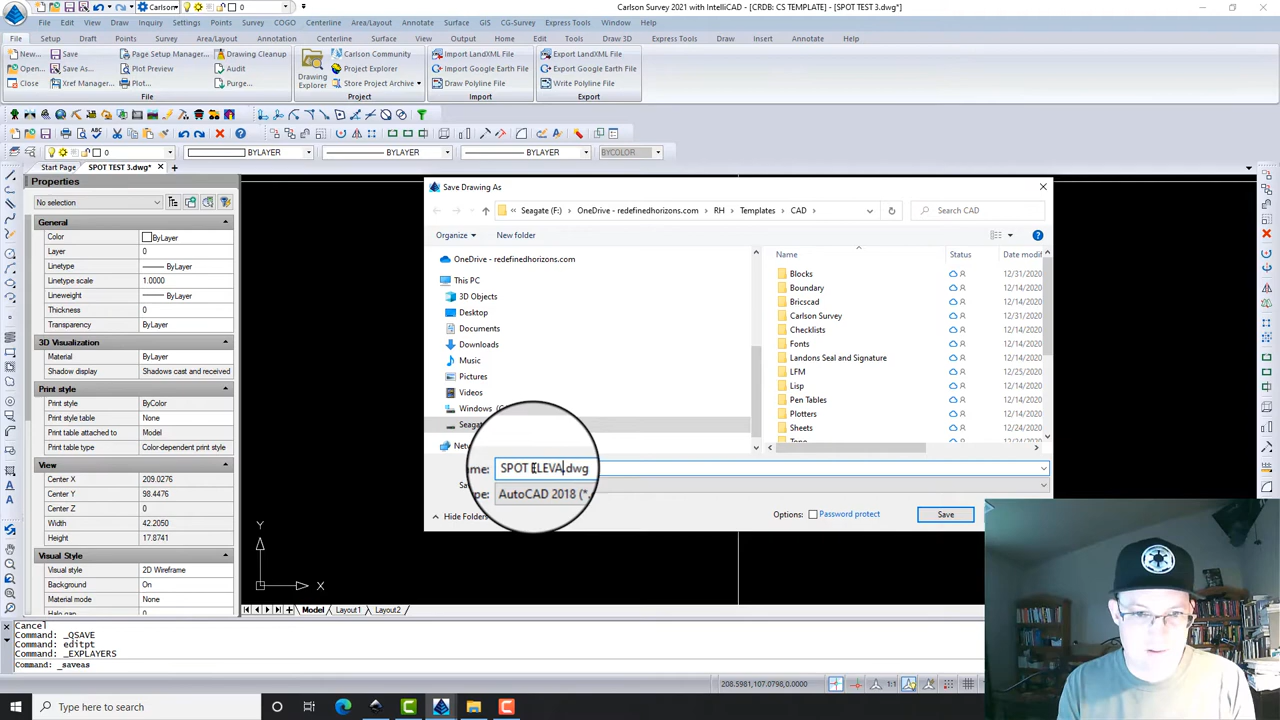 Carlson
0
Carlson Survey 2021 with IntelliCAD - [CRDB: CS TEMPLATE] - [SPOT TEST 3.dwg*]
File Edit View Draw Inquiry Settings Points Survey COGO Centerline Area/Layout Annotate Surface GIS CG-Survey Express Tools Window Help
File Setup Draft Points Survey Area/Layout Annotation Centerline Surface View Output Home Edit Draw 3D Express Tools Draw Insert Annotate Collaborate
New... Save Page Setup Manager... Drawing Cleanup Carlson Community Import LandXML File Export LandXML File
Open... Save As... Plot Preview Audit Project Explorer Import Google Earth File Export Google Earth File
Close Xref Manager... Plot... Purge... Drawing Explorer Store Project Archive Draw Polyline File Write Polyline File
File Project Import Export
0 BYLAYER BYLAYER BYLAYER BYCOLOR
Start Page SPOT TEST 3.dwg*
Properties
No selection
General
Color ByLayer
Layer 0
Linetype ByLayer
Linetype scale 1.0000
Lineweight ByLayer
Thickness 0
Transparency ByLayer
3D Visualization
Material ByLayer
Shadow display Shadows cast and received
Print style
Print style ByColor
Print style table None
Print table attached to Model
Print table type Color-dependent print style
View
Center X 209.0276
Center Y 98.4476
Center Z 0
Width 42.2050
Height 17.8741
Visual Style
Visual style 2D Wireframe
Background On
Material mode None
Save Drawing As
« Seagate (F:) › OneDrive - redefinedhorizons.com › RH › Templates › CAD ›
Search CAD
Organize New folder
OneDrive - redefinedhorizons.com
This PC
3D Objects
Desktop
Documents
Downloads
Music
Pictures
Videos
Windows
Name Status Date modif
Blocks 12/31/2020
Boundary 12/14/2020
Bricscad 12/14/2020
Carlson Survey 12/31/2020
Checklists 12/14/2020
Fonts 12/14/2020
Landons Seal and Signature 12/14/2020
LFM 12/14/2020
Lisp 12/14/2020
Pen Tables 12/14/2020
Plotters 12/14/2020
Sheets 12/24/2020
me: SPOT ELEVA.dwg
pe: AutoCAD 2018 (*.
Hide Folders
Options: Password protect Save
Y
X
Model Layout1 Layout2
Cancel
Command: _QSAVE
Command: editpt
Command: _EXPLAYERS
Command: _saveas
208.5981,107.0798,0.0000 1:1
Type here to search